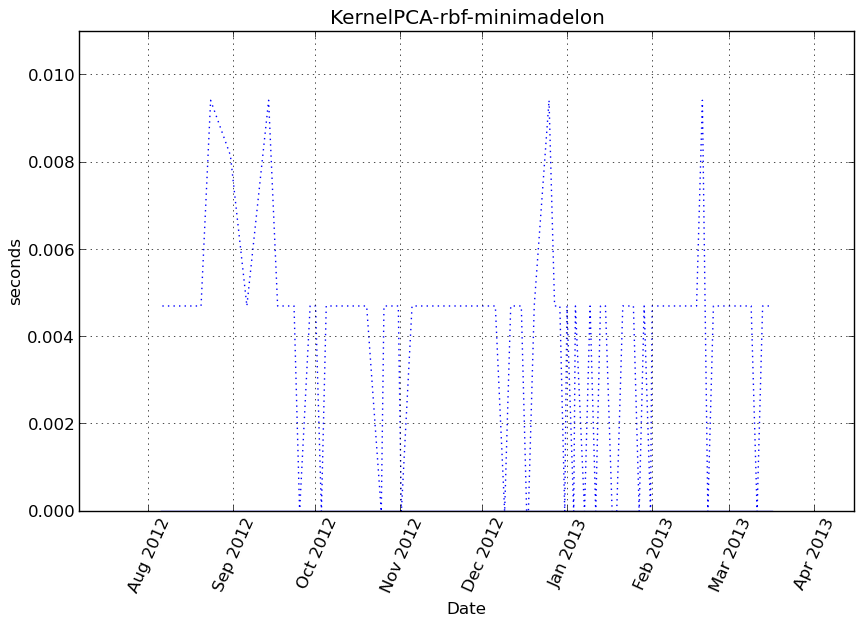 KernelPCA-rbf-minimadelon
0.010
0.008
0.006
0.004
0.002
0.000
seconds
Aug 2012
Sep 2012
Oct 2012
Nov 2012
Dec 2012
Jan 2013
Feb 2013
Mar 2013
Apr 2013
Date